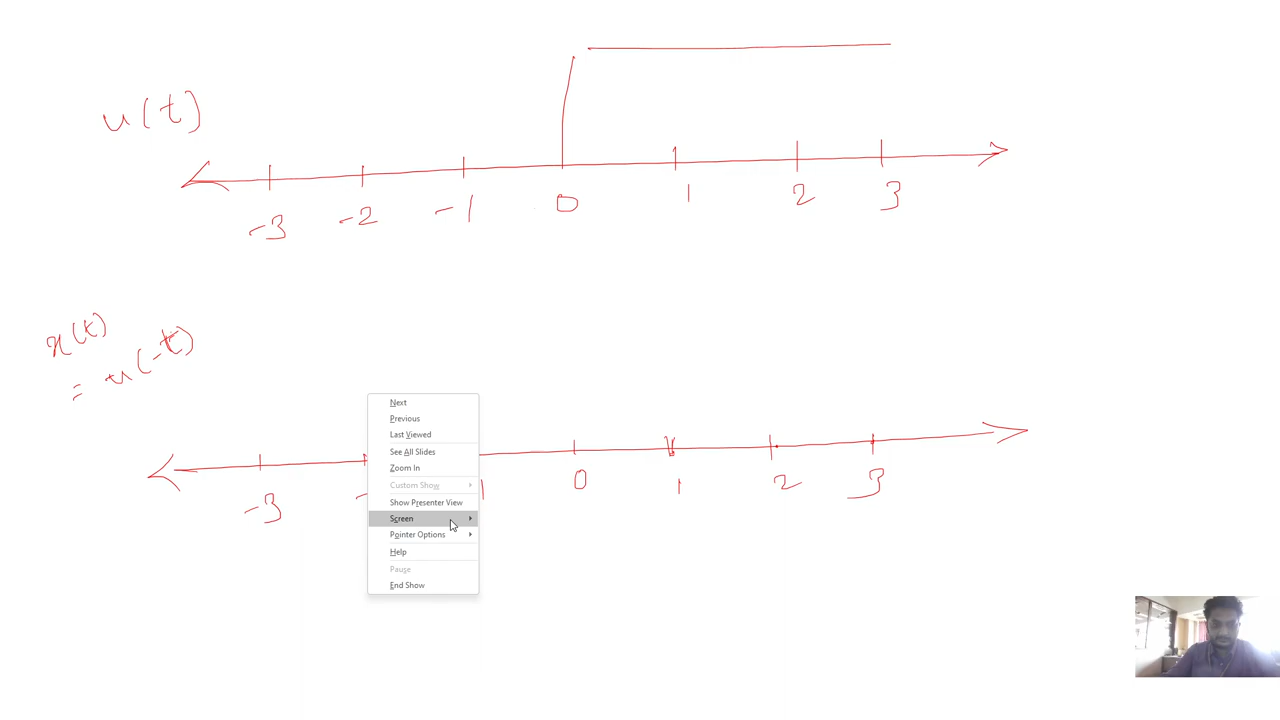 u(t)
-3 -2 -1 0 1 2 3
x(t)
= u(-t)
Next
Previous
Last Viewed
See All Slides
Zoom In
Custom Show
Show Presenter View
Screen
Pointer Options
Help
Pause
End Show
-3 - 1 0 1 2 3